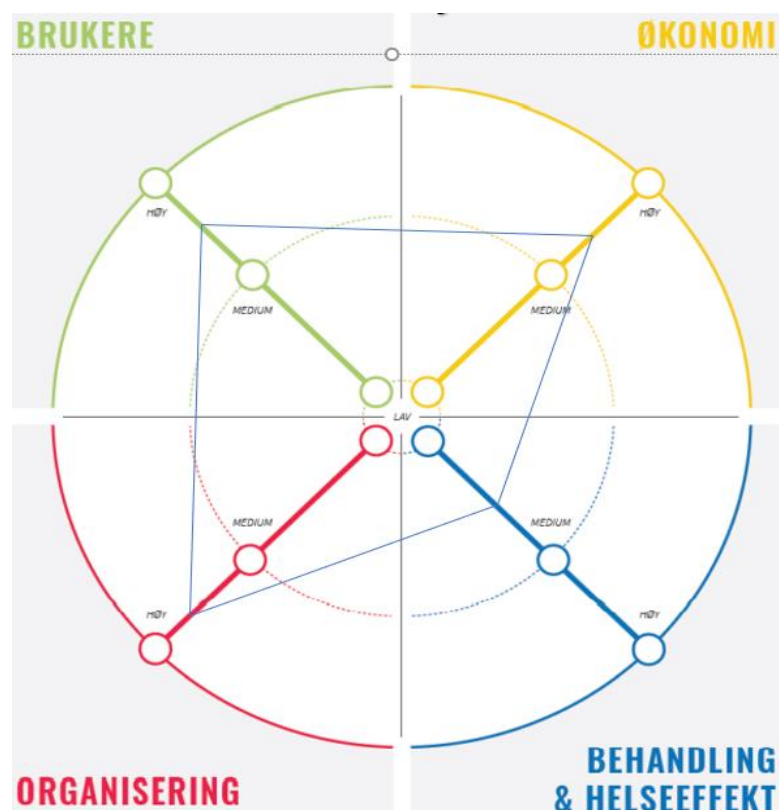 BRUKERE
ØKONOMI
HØY
HØY
MEDIUM
MEDIUM
LAV
MEDIUM
MEDIUM
HØY
HØY
ORGANISERING
BEHANDLING
& HELSEEFFEKT